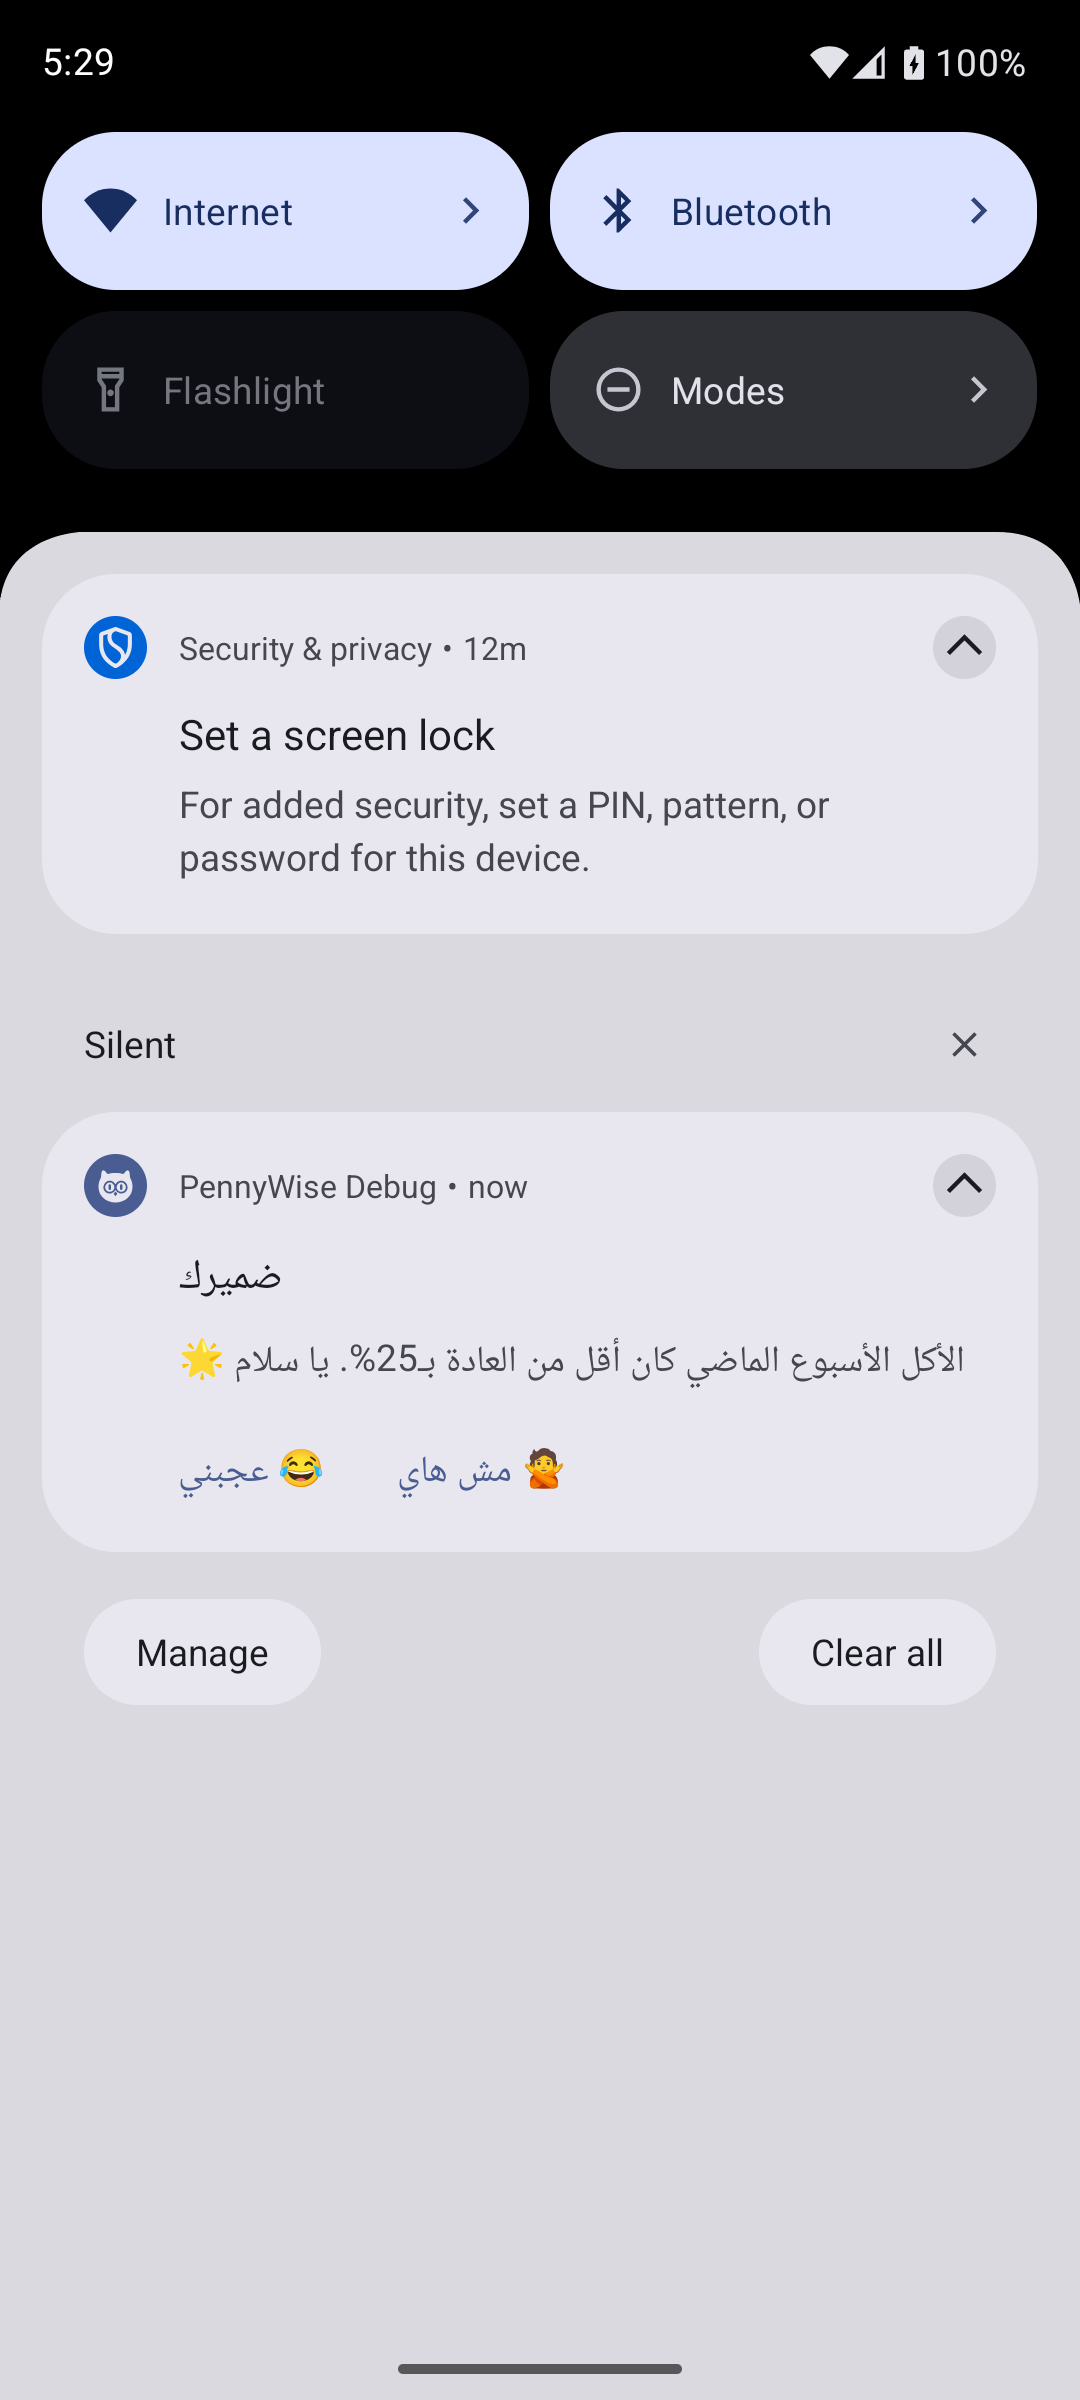 5:29
100%
Internet
Bluetooth
Flashlight
Modes
Security & privacy • 12m
Set a screen lock
For added security, set a PIN, pattern, or
password for this device.
Silent
PennyWise Debug • now
ضميرك
الأكل الأسبوع الماضي كان أقل من العادة بـ25%. يا سلام 🌟
😂 عجبني
🙅 مش هاي
Manage
Clear all